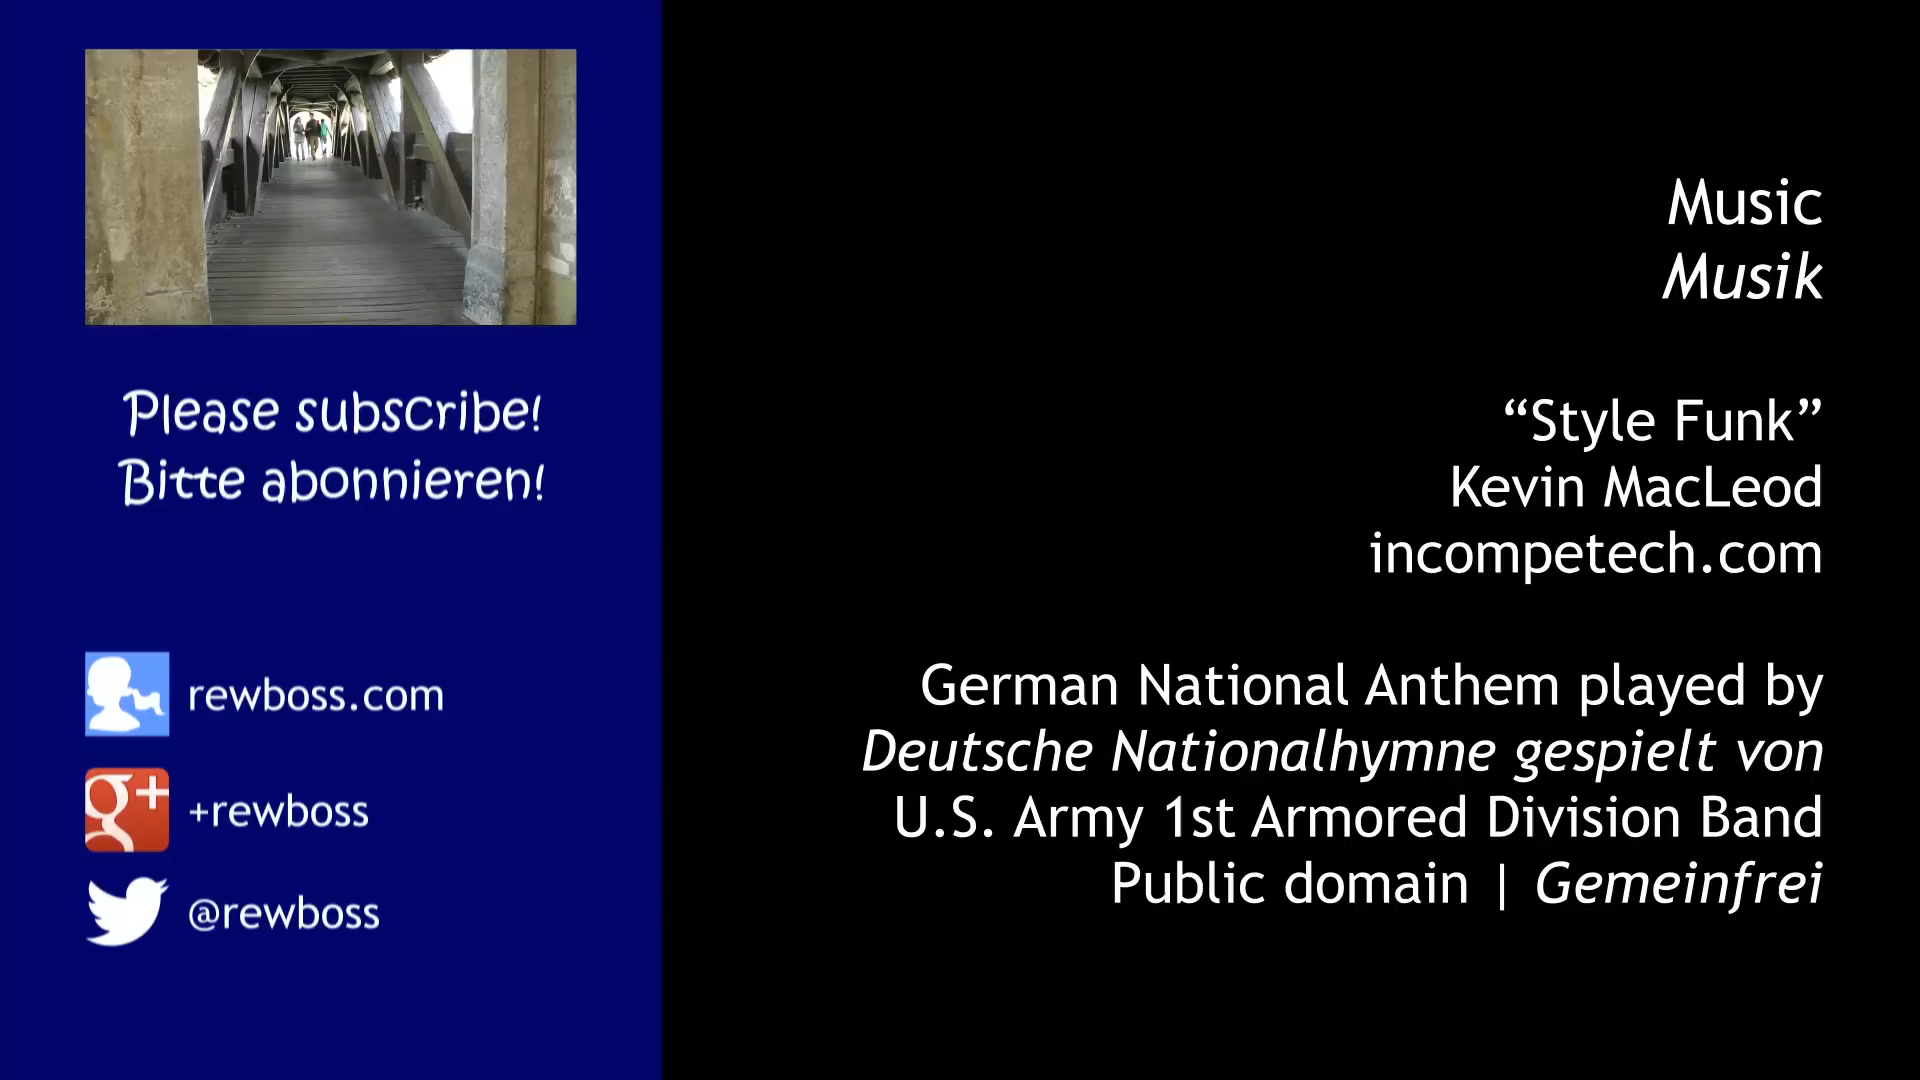 Please subscribe!
Bitte abonnieren!
rewboss.com
g+ +rewboss
@rewboss
Music
Musik
“Style Funk”
Kevin MacLeod
incompetech.com
German National Anthem played by
Deutsche Nationalhymne gespielt von
U.S. Army 1st Armored Division Band
Public domain | Gemeinfrei